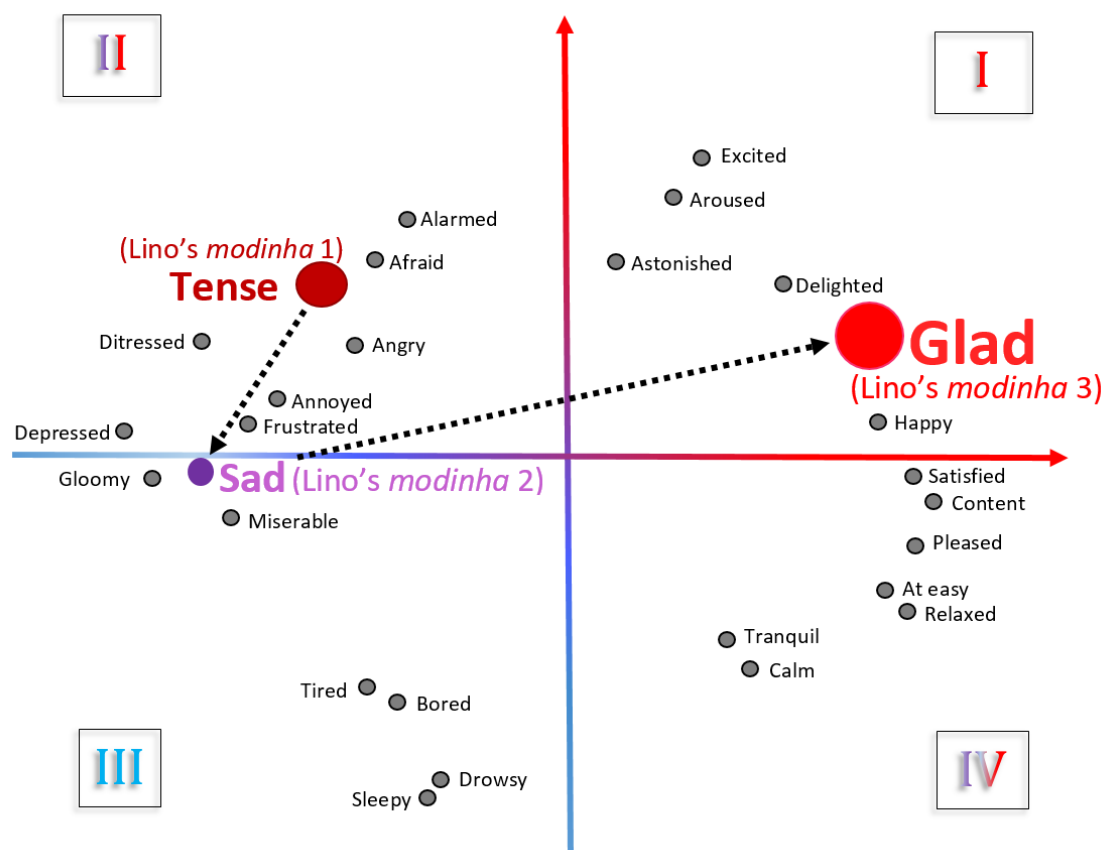 II
I
Excited
Aroused
Alarmed
(Lino's modinha 1)
Afraid
Astonished
Tense
Delighted
Ditressed
Angry
Glad
(Lino's modinha 3)
Annoyed
Frustrated
Happy
Depressed
Gloomy
Sad (Lino's modinha 2)
Satisfied
Content
Miserable
Pleased
At easy
Relaxed
Tranquil
Calm
Tired
Bored
III
IV
Drowsy
Sleepy